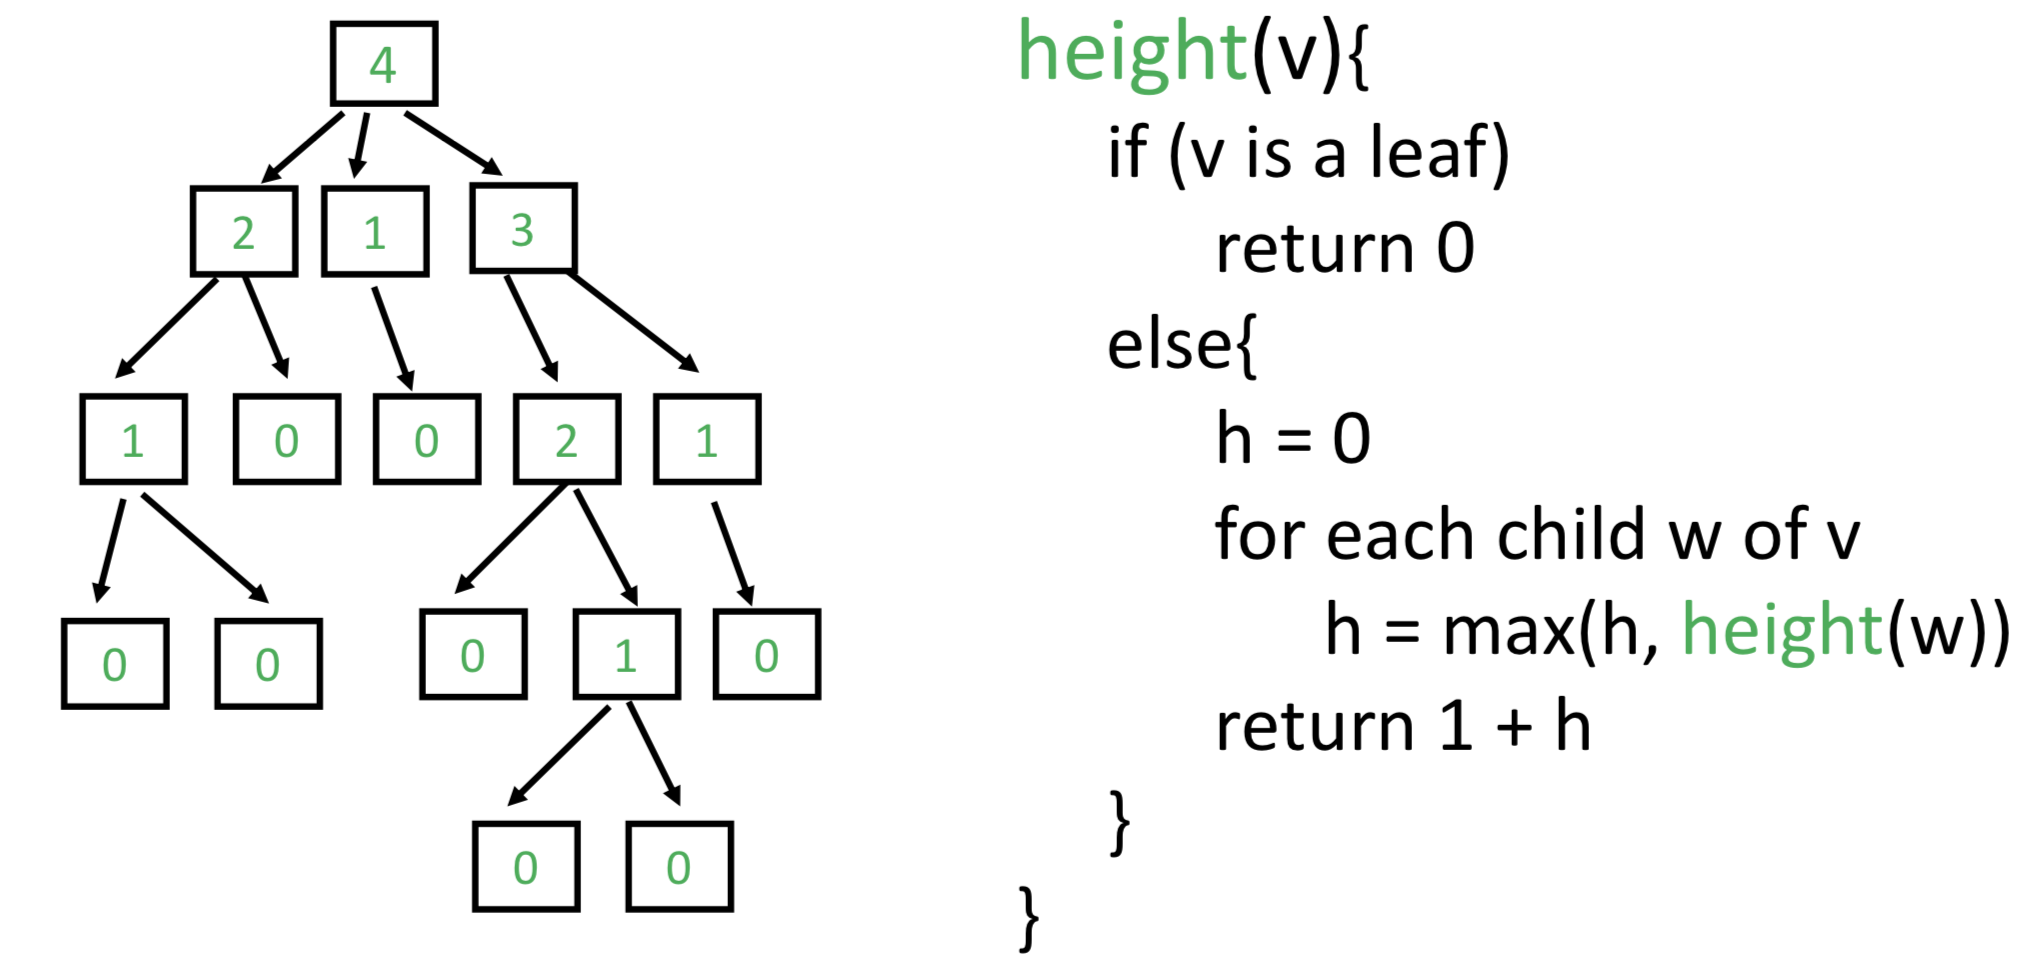 4
2 1 3
1 0 0 2 1
0 0 0 1 0
0 0
height(v){
if (v is a leaf)
return 0
else{
h = 0
for each child w of v
h = max(h, height(w))
return 1 + h
}
}